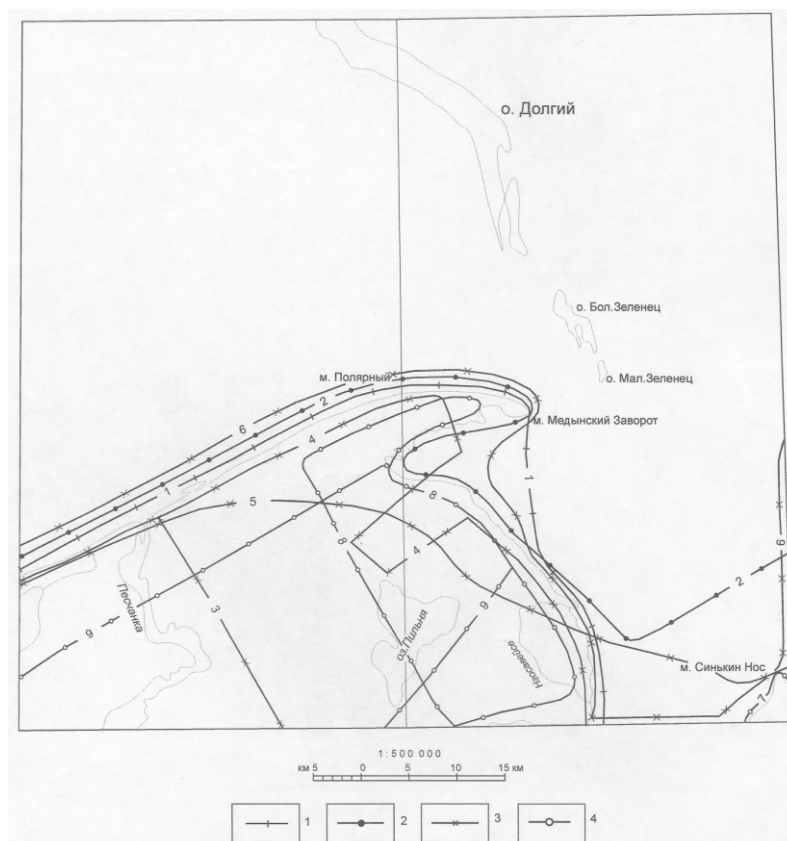 о. Долгий
о. Бол.Зеленец
м. Полярный
о. Мал.Зеленец
2
6
м. Медынский Заворот
4
1
1
5
8
8
4
6
2
Песчанка
3
9
9
оз.Пильня
м. Синькин Нос
7
1:500 000
км 5 0 5 10 15 км
1 2 3 4